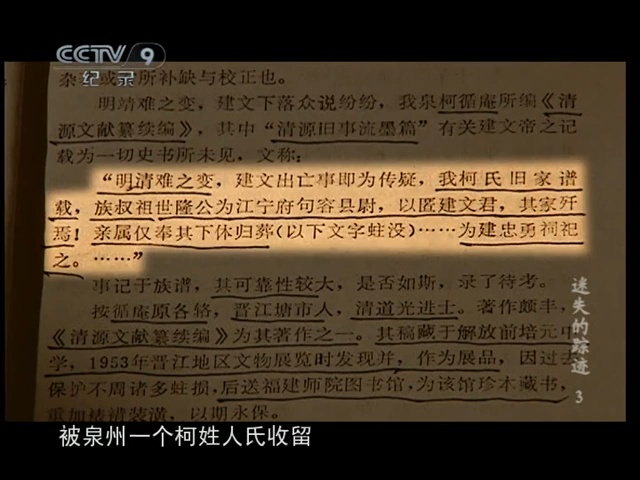 CCTV 9
纪录
杂 或 所补缺与校正也。
明靖难之变，建文下落众说纷纷，我泉柯循庵所编《清
源文献纂续编》，其中“清源旧事流墨篇”有关建文帝之记
载为一切史书所未见，文称：
“明清难之变，建文出亡事即为传疑，我柯氏旧家谱
载，族叔祖世隆公为江宁府句容县尉，以匿建文君，其家歼
焉！亲属仅奉其下休归葬(以下文字蛀没)……为建忠勇祠祀
之。……”
事记于族谱，其可靠性较大，是否如斯，录了待考。
按循庵原各辂，晋江塘市人，清道光进士。著作颇丰，
《清源文献纂续编》为其著作之一。其稿藏于解放前培元中
学，1953年晋江地区文物展览时发现并，作为展品，因过去
保护不周诸多蛀损，后送福建师院图书馆，为该馆珍本藏书，
重加 装潢，以期永保。
迷失的踪迹 3
被泉州一个柯姓人氏收留